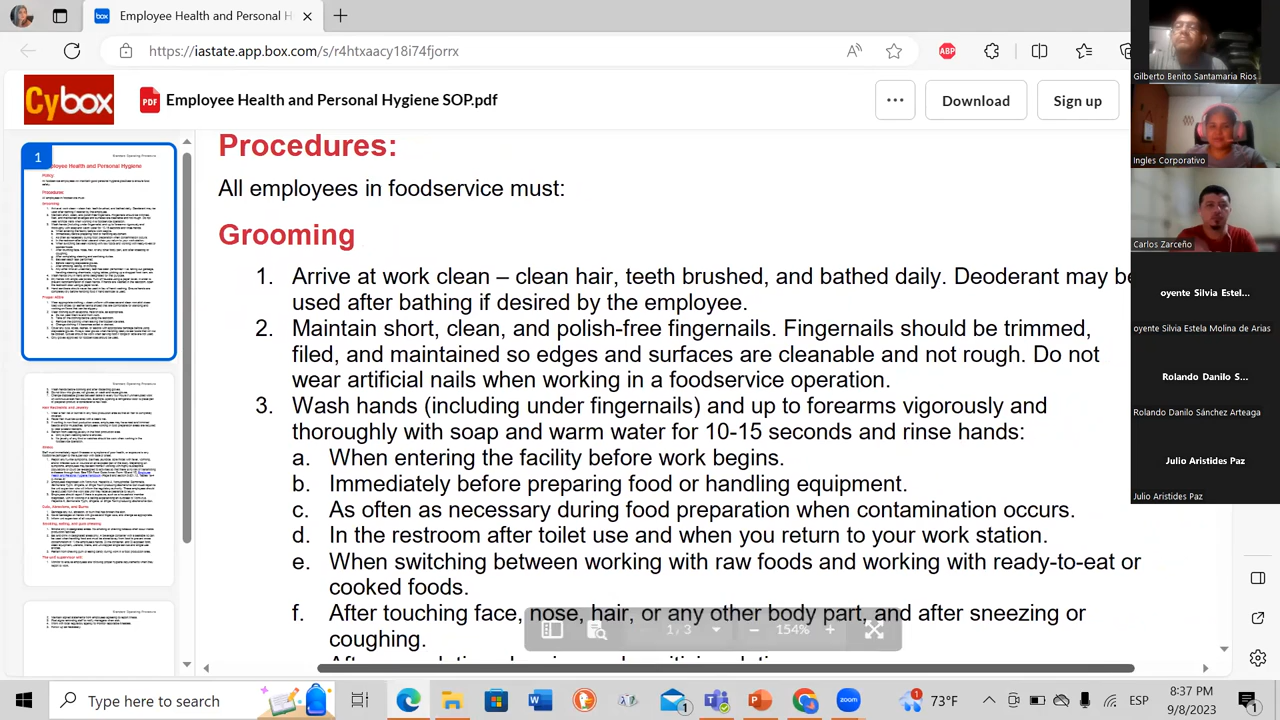 Employee Health and Personal H
https://iastate.app.box.com/s/r4htxaacy18i74fjorrx
ABP
Cybox
PDF
Employee Health and Personal Hygiene SOP.pdf
...
Download
Sign up
1
Procedures:
All employees in foodservice must:
Grooming
1. Arrive at work clean – clean hair, teeth brushed, and bathed daily. Deoderant may be
used after bathing if desired by the employee.
2. Maintain short, clean, and polish-free fingernails. Fingernails should be trimmed,
filed, and maintained so edges and surfaces are cleanable and not rough. Do not
wear artificial nails when working in a foodservice operation.
3. Wash hands (including under fingernails) and up to forearms vigorously and
thoroughly with soap and warm water for 10-15 seconds and rinse hands:
a. When entering the facility before work begins.
b. Immediately before preparing food or handling equipment.
c. As often as necessary during food preparation when contamination occurs.
d. In the restroom after toilet use and when you return to your work station.
e. When switching between working with raw foods and working with ready-to-eat or
cooked foods.
f. After touching face, nose, hair, or any other body part, and after sneezing or
coughing.
1 / 3
154%
Gilberto Benito Santamaria Rios
Ingles Corporativo
Carlos Zarceño
oyente Silvia Estel...
oyente Silvia Estela Molina de Arias
Rolando Danilo S...
Rolando Danilo Sánchez Arteaga
Julio Aristides Paz
Julio Aristides Paz
Type here to search
zoom
1
1
73°F
ESP
8:37 PM
9/8/2023
1